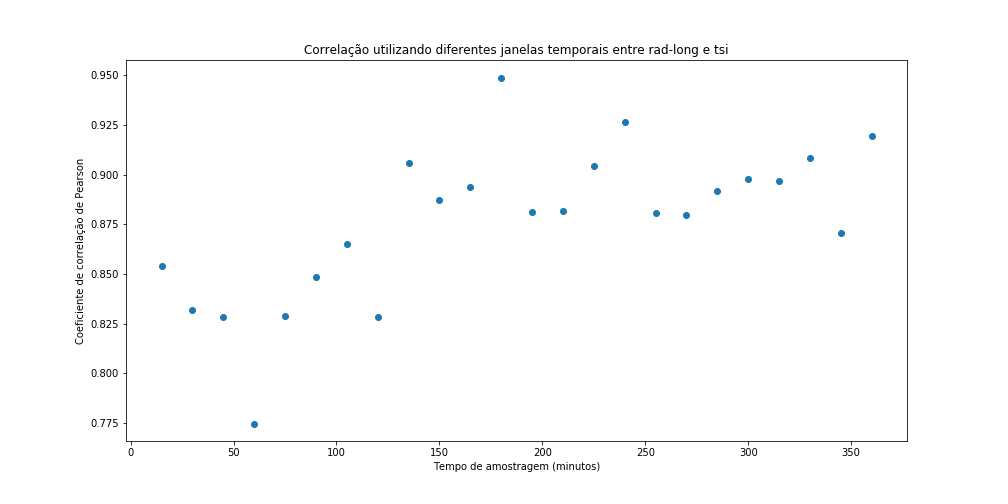 Correlação utilizando diferentes janelas temporais entre rad-long e tsi
0.950
0.925
0.900
0.875
0.850
0.825
0.800
0.775
Coeficiente de correlação de Pearson
0 50 100 150 200 250 300 350
Tempo de amostragem (minutos)